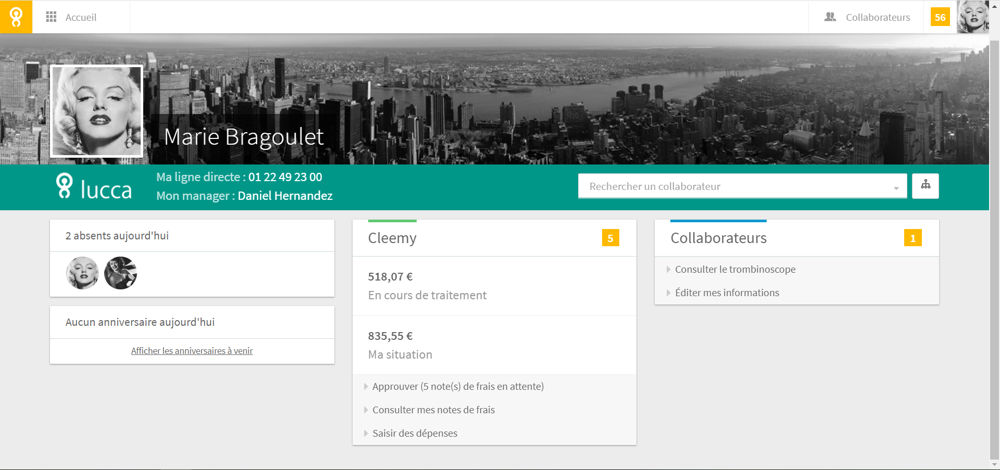 Accueil
Collaborateurs
56
Marie Bragoulet
lucca
Ma ligne directe : 01 22 49 23 00
Mon manager : Daniel Hernandez
Rechercher un collaborateur
2 absents aujourd'hui
Aucun anniversaire aujourd'hui
Afficher les anniversaires à venir
Cleemy
5
518,07 €
En cours de traitement
835,55 €
Ma situation
Approuver (5 note(s) de frais en attente)
Consulter mes notes de frais
Saisir des dépenses
Collaborateurs
1
Consulter le trombinoscope
Éditer mes informations